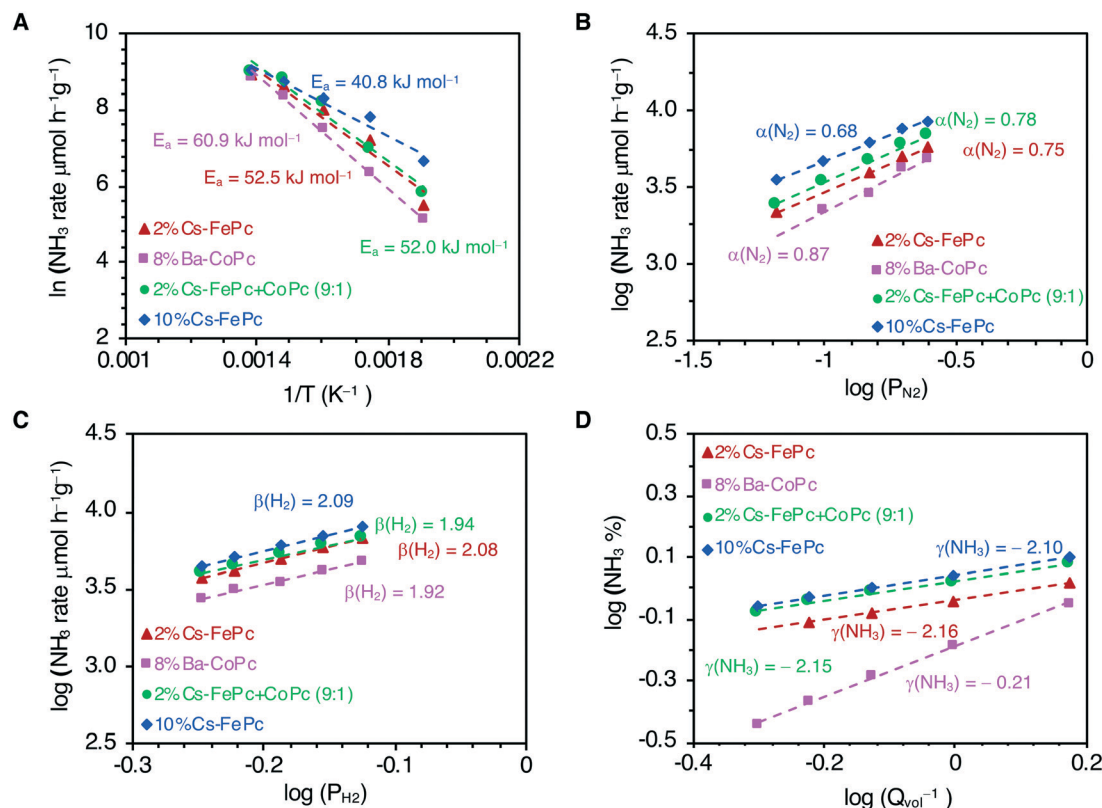 A
ln (NH₃ rate μmol h⁻¹g⁻¹)
10
8
6
4
2
Eₐ = 40.8 kJ mol⁻¹
Eₐ = 60.9 kJ mol⁻¹
Eₐ = 52.5 kJ mol⁻¹
Eₐ = 52.0 kJ mol⁻¹
2%Cs-FePc
8%Ba-CoPc
2%Cs-FePc+CoPc (9:1)
10%Cs-FePc
0.001 0.0014 0.0018 0.0022
1/T (K⁻¹)
B
log (NH₃ rate μmol h⁻¹g⁻¹)
4.5
4.0
3.5
3.0
2.5
α(N₂) = 0.68
α(N₂) = 0.78
α(N₂) = 0.75
α(N₂) = 0.87
2%Cs-FePc
8%Ba-CoPc
2%Cs-FePc+CoPc (9:1)
10%Cs-FePc
-1.5 -1 -0.5 0
log (P_N2)
C
log (NH₃ rate μmol h⁻¹g⁻¹)
4.5
4.0
3.5
3.0
2.5
β(H₂) = 2.09
β(H₂) = 1.94
β(H₂) = 2.08
β(H₂) = 1.92
2%Cs-FePc
8%Ba-CoPc
2%Cs-FePc+CoPc (9:1)
10%Cs-FePc
-0.3 -0.2 -0.1 0
log (P_H2)
D
log (NH₃ %)
0.5
0.3
0.1
-0.1
-0.3
-0.5
2%Cs-FePc
8%Ba-CoPc
2%Cs-FePc+CoPc (9:1)
10%Cs-FePc
γ(NH₃) = − 2.10
γ(NH₃) = − 2.16
γ(NH₃) = − 2.15
γ(NH₃) = − 0.21
-0.4 -0.2 0 0.2
log (Q_vol⁻¹)